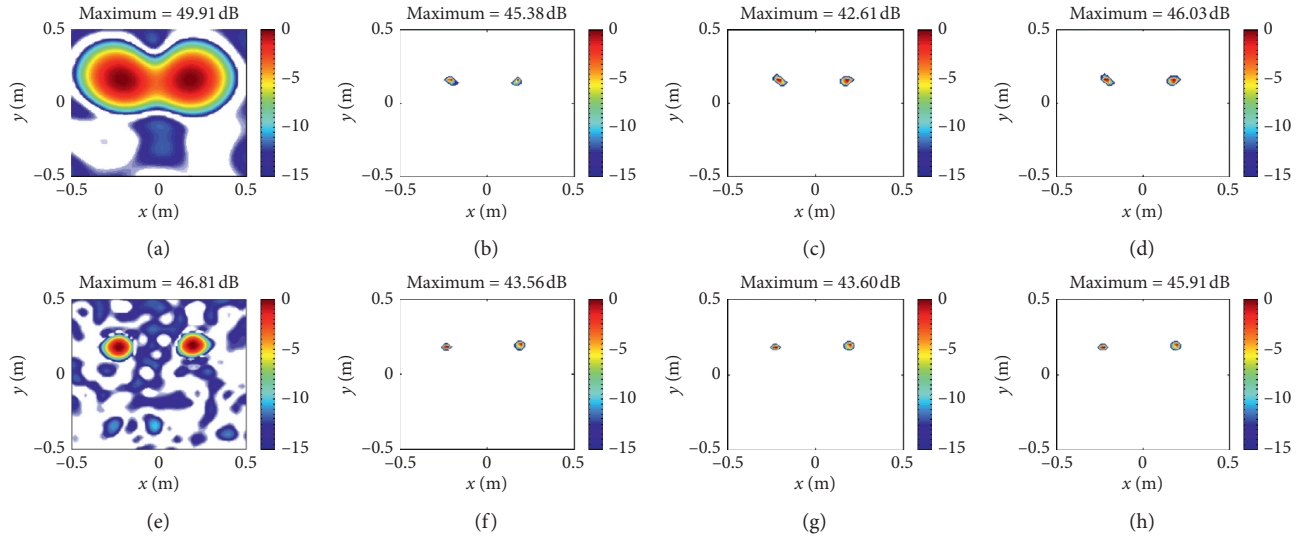 Maximum = 49.91 dB
0.5
0
−0.5
y (m)
−0.5
0
0.5
x (m)
0
−5
−10
−15
(a)
Maximum = 45.38 dB
0.5
0
−0.5
y (m)
−0.5
0
0.5
x (m)
0
−5
−10
−15
(b)
Maximum = 42.61 dB
0.5
0
−0.5
y (m)
−0.5
0
0.5
x (m)
0
−5
−10
−15
(c)
Maximum = 46.03 dB
0.5
0
−0.5
y (m)
−0.5
0
0.5
x (m)
0
−5
−10
−15
(d)
Maximum = 46.81 dB
0.5
0
−0.5
y (m)
−0.5
0
0.5
x (m)
0
−5
−10
−15
(e)
Maximum = 43.56 dB
0.5
0
−0.5
y (m)
−0.5
0
0.5
x (m)
0
−5
−10
−15
(f)
Maximum = 43.60 dB
0.5
0
−0.5
y (m)
−0.5
0
0.5
x (m)
0
−5
−10
−15
(g)
Maximum = 45.91 dB
0.5
0
−0.5
y (m)
−0.5
0
0.5
x (m)
0
−5
−10
−15
(h)